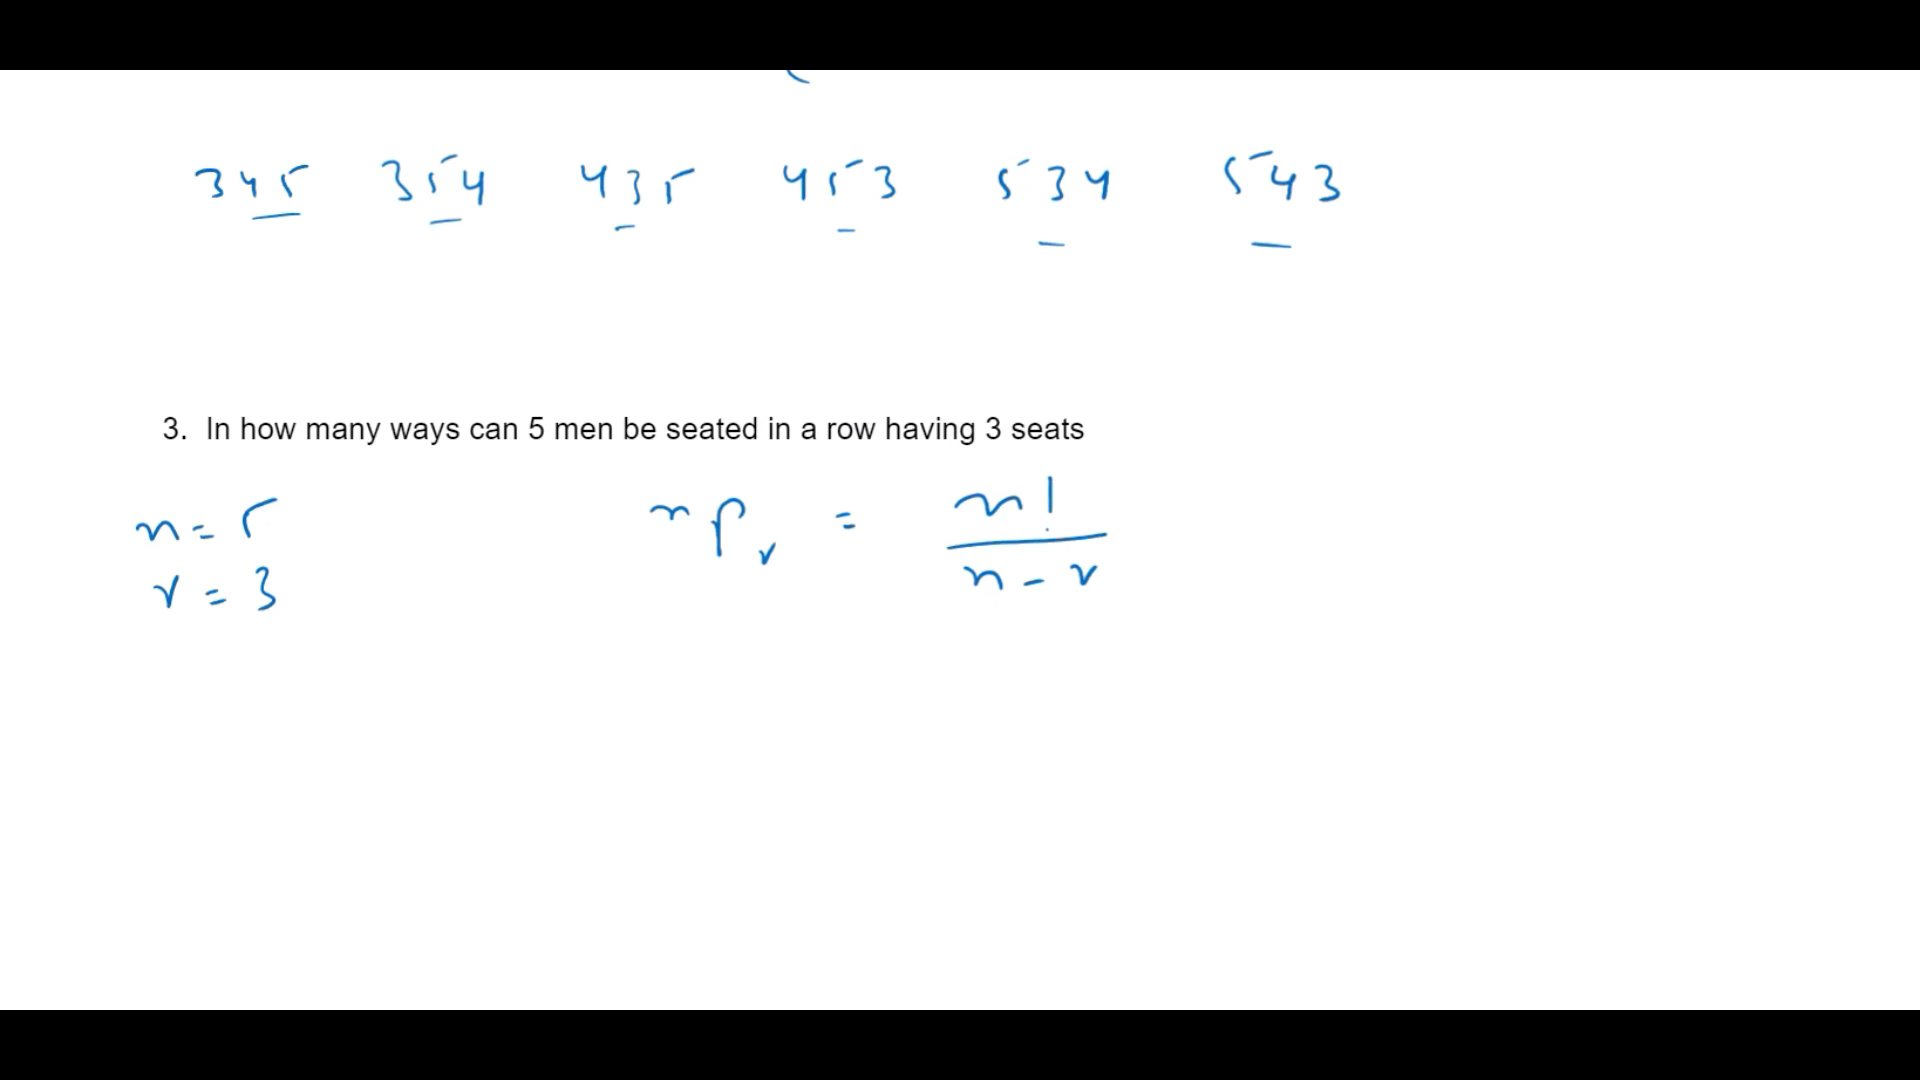 345 354 435 453 534 543
3. In how many ways can 5 men be seated in a row having 3 seats
n = 5 nPr = n!
r = 3 n - r